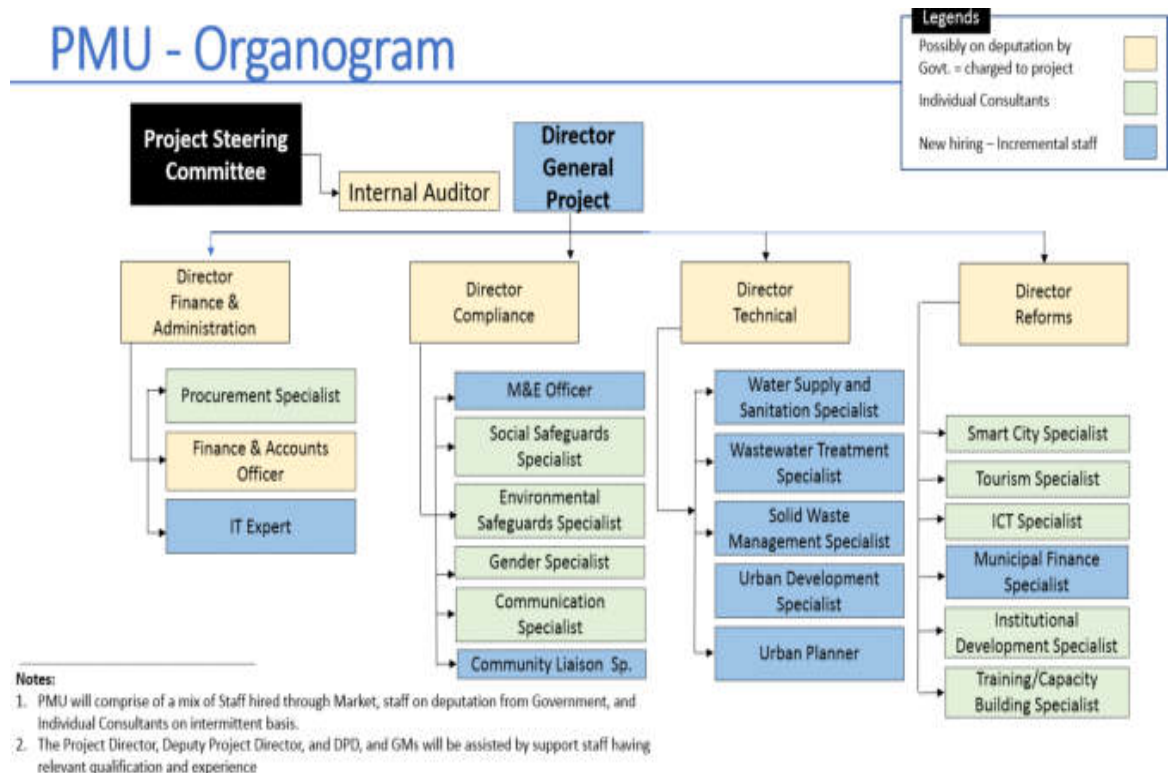 PMU - Organogram
Legends
Possibly on deputation by
Govt. = charged to project
Individual Consultants
New hiring – Incremental staff
Project Steering
Committee
Internal Auditor
Director
General
Project
Director
Finance &
Administration
Procurement Specialist
Finance & Accounts
Officer
IT Expert
Director
Compliance
M&E Officer
Social Safeguards
Specialist
Environmental
Safeguards Specialist
Gender Specialist
Communication
Specialist
Community Liaison Sp.
Director
Technical
Water Supply and
Sanitation Specialist
Wastewater Treatment
Specialist
Solid Waste
Management Specialist
Urban Development
Specialist
Urban Planner
Director
Reforms
Smart City Specialist
Tourism Specialist
ICT Specialist
Municipal Finance
Specialist
Institutional
Development Specialist
Training/Capacity
Building Specialist
Notes:
1. PMU will comprise of a mix of Staff hired through Market, staff on deputation from Government, and
Individual Consultants on intermittent basis.
2. The Project Director, Deputy Project Director, and DPD, and GMs will be assisted by support staff having
relevant qualification and experience